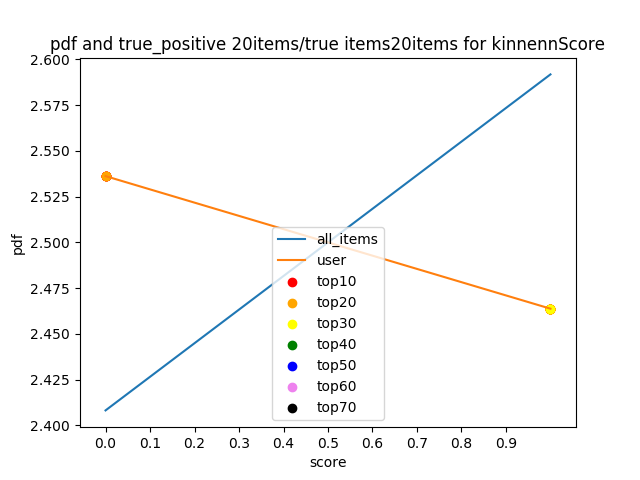 pdf and true_positive 20items/true items20items for kinnennScore
2.600
2.575
2.550
2.525
2.500
2.475
2.450
2.425
2.400
pdf
all_items
user
top10
top20
top30
top40
top50
top60
top70
0.0 0.1 0.2 0.3 0.4 0.5 0.6 0.7 0.8 0.9
score